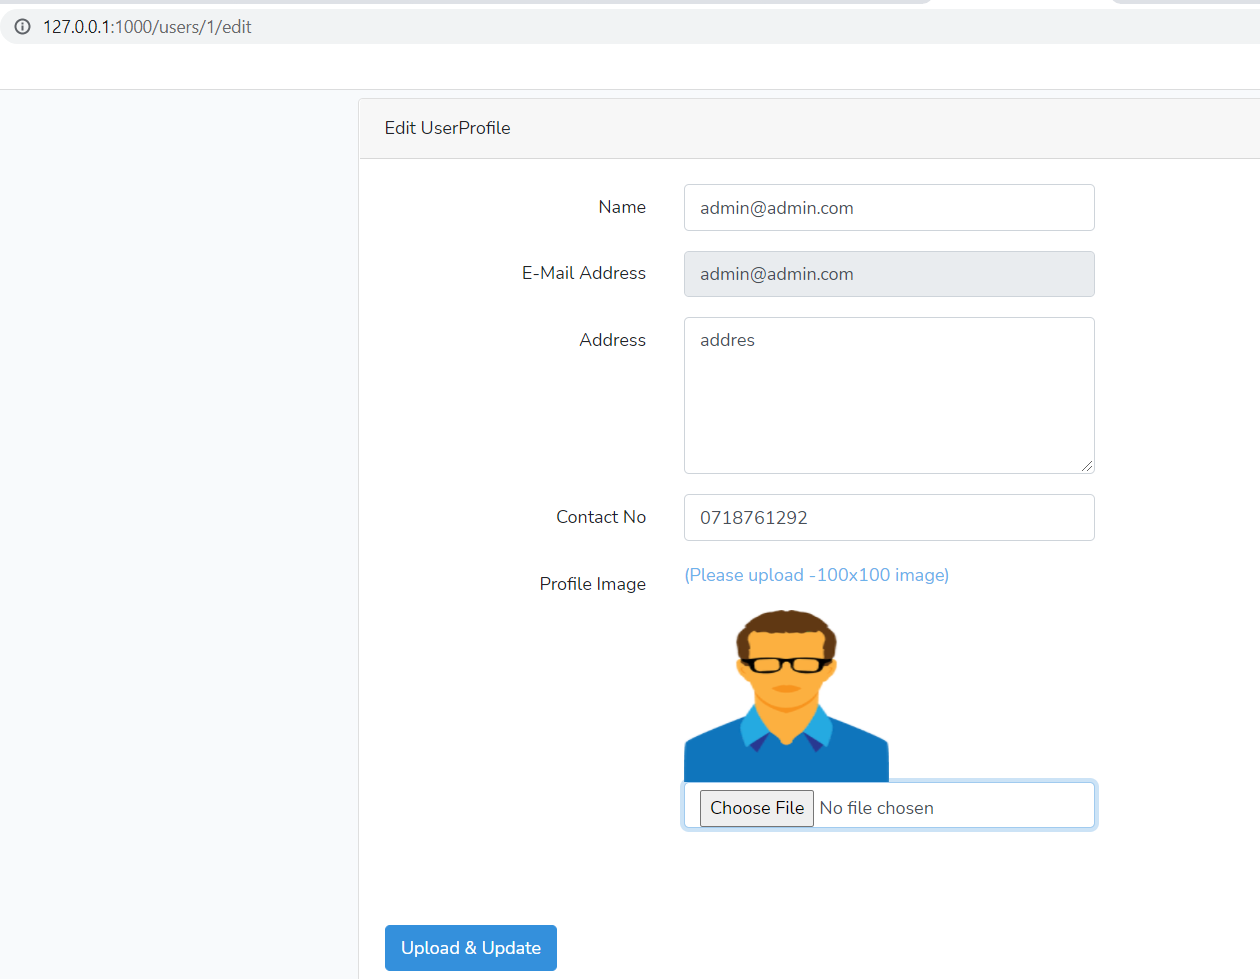 127.0.0.1:1000/users/1/edit
Edit UserProfile
Name
admin@admin.com
E-Mail Address
admin@admin.com
Address
addres
Contact No
0718761292
Profile Image
(Please upload -100x100 image)
Choose File No file chosen
Upload & Update